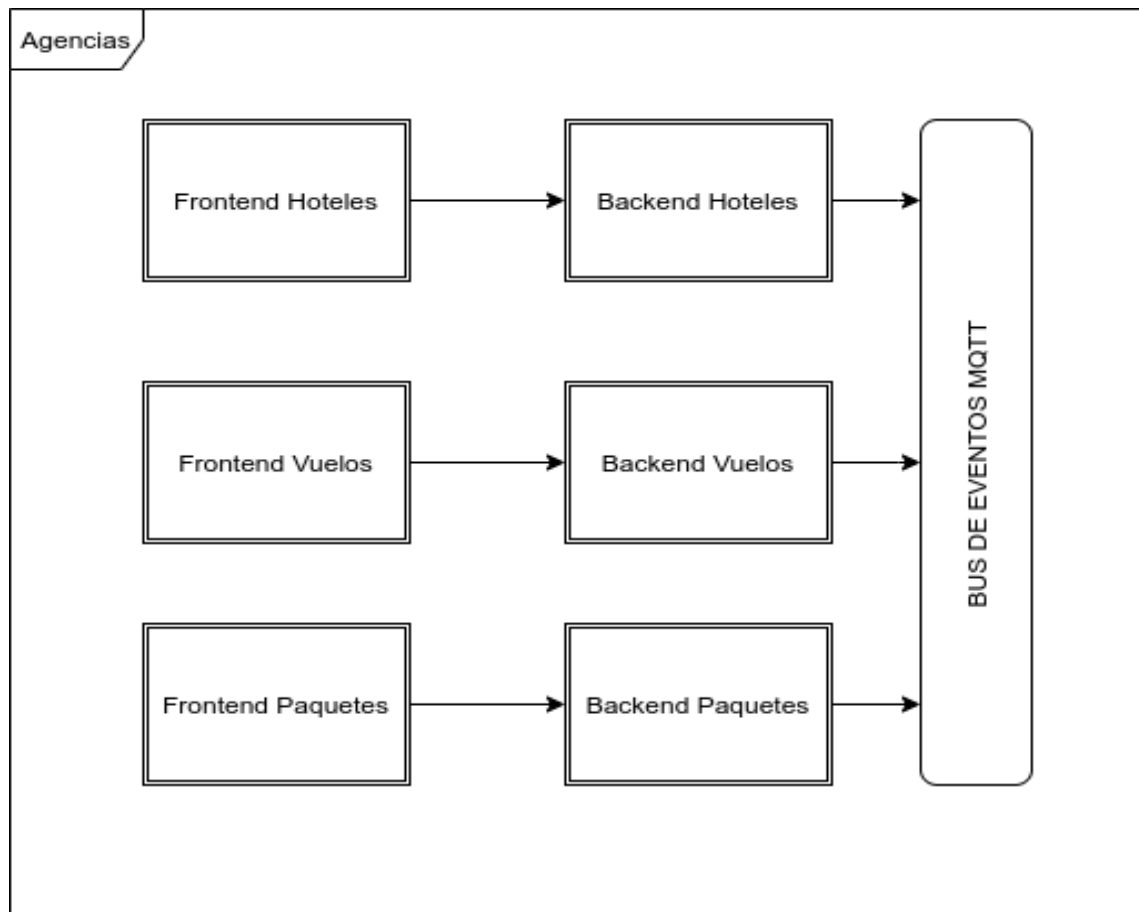 Agencias
Frontend Hoteles
Backend Hoteles
Frontend Vuelos
Backend Vuelos
Frontend Paquetes
Backend Paquetes
BUS DE EVENTOS MQTT